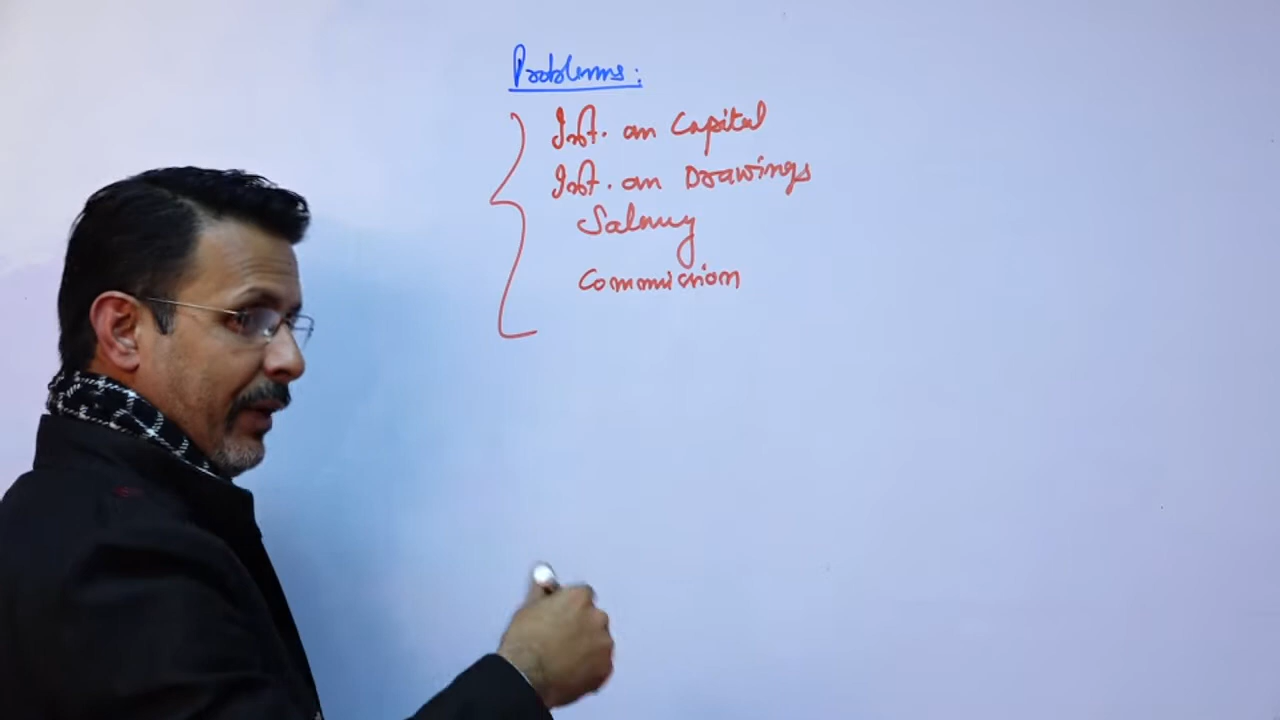 Problems:
Int. on Capital
Int. on Drawings
Salary
Commission